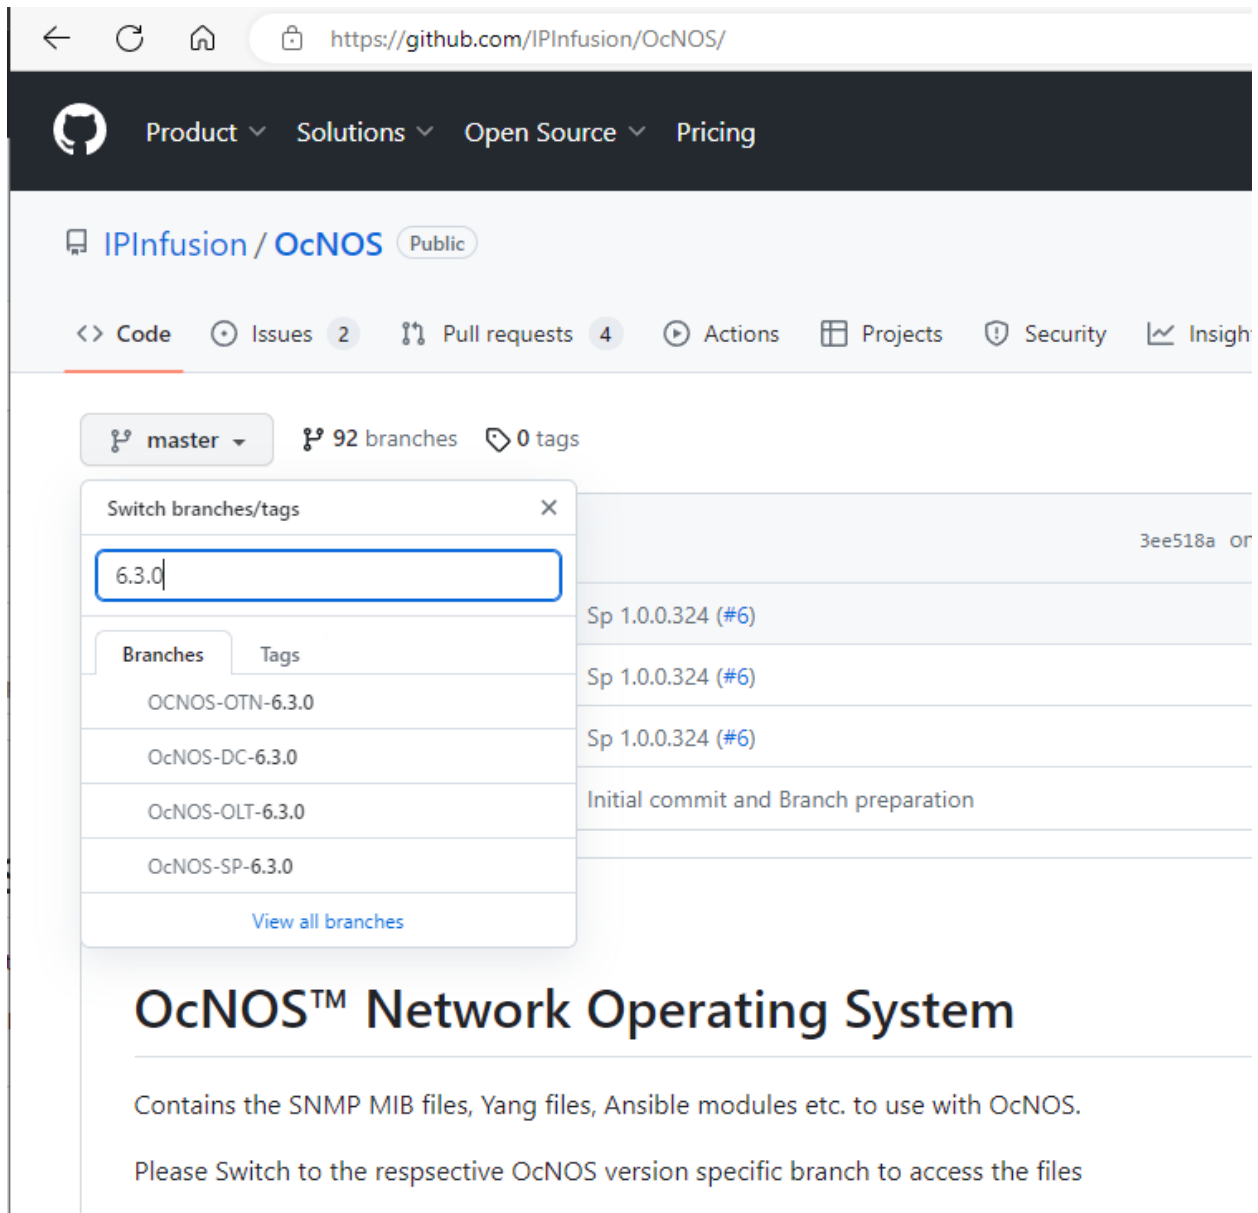 https://github.com/IPInfusion/OcNOS/
Product Solutions Open Source Pricing
IPInfusion / OcNOS Public
<> Code Issues 2 Pull requests 4 Actions Projects Security Insigh
master 92 branches 0 tags
Switch branches/tags
3ee518a on
6.3.0
Sp 1.0.0.324 (#6)
Branches Tags
Sp 1.0.0.324 (#6)
OCNOS-OTN-6.3.0
Sp 1.0.0.324 (#6)
OcNOS-DC-6.3.0
Initial commit and Branch preparation
OcNOS-OLT-6.3.0
OcNOS-SP-6.3.0
View all branches
OcNOS™ Network Operating System
Contains the SNMP MIB files, Yang files, Ansible modules etc. to use with OcNOS.
Please Switch to the respsective OcNOS version specific branch to access the files